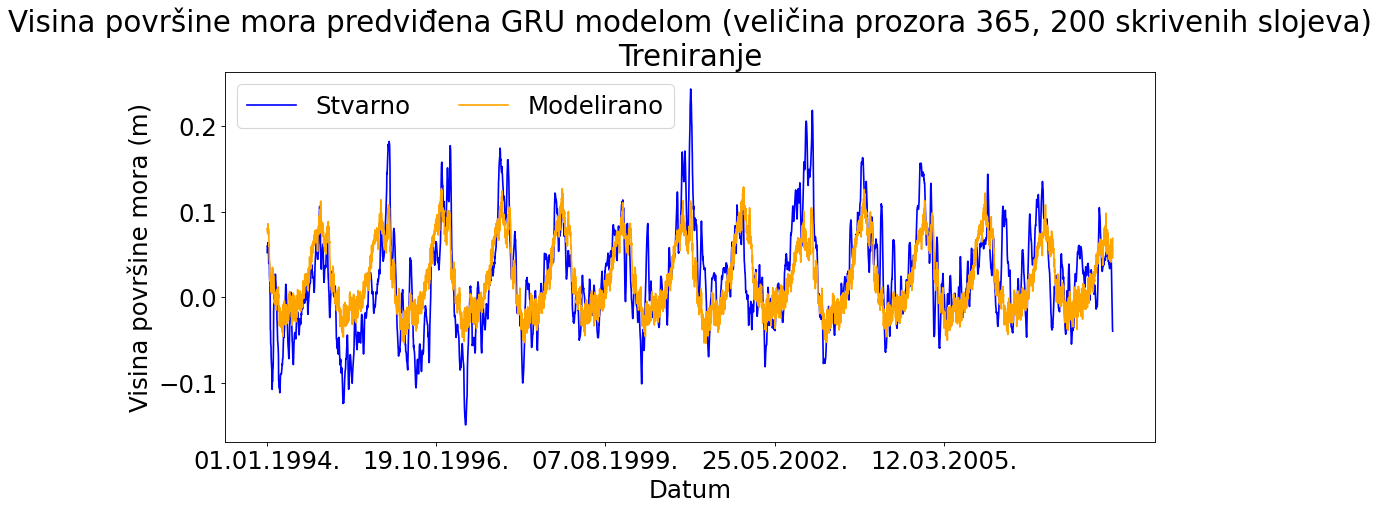 Visina površine mora predviđena GRU modelom (veličina prozora 365, 200 skrivenih slojeva)
Treniranje
Stvarno Modelirano
Visina površine mora (m)
0.2
0.1
0.0
−0.1
01.01.1994. 19.10.1996. 07.08.1999. 25.05.2002. 12.03.2005.
Datum